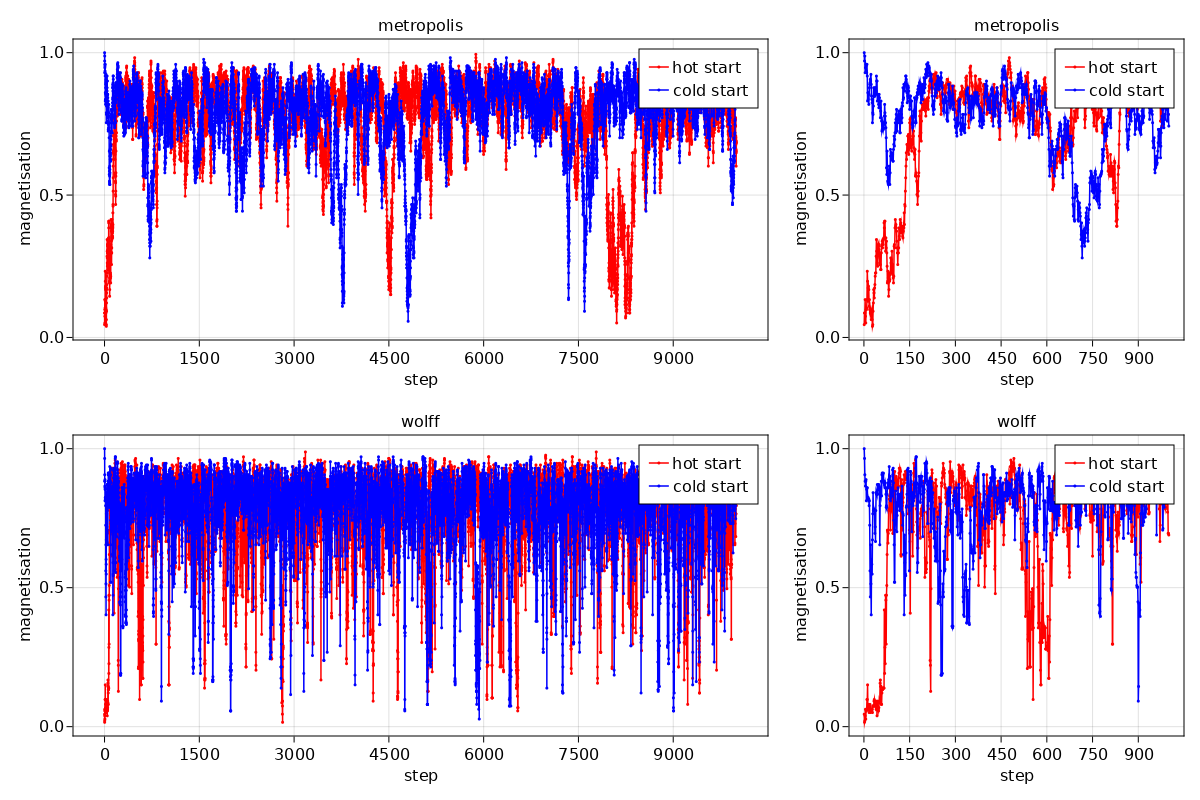 metropolis
metropolis
1.0
0.5
0.0
magnetisation
hot start
cold start
0 1500 3000 4500 6000 7500 9000
step
1.0
0.5
0.0
magnetisation
hot start
cold start
0 150 300 450 600 750 900
step
wolff
wolff
1.0
0.5
0.0
magnetisation
hot start
cold start
0 1500 3000 4500 6000 7500 9000
step
1.0
0.5
0.0
magnetisation
hot start
cold start
0 150 300 450 600 750 900
step